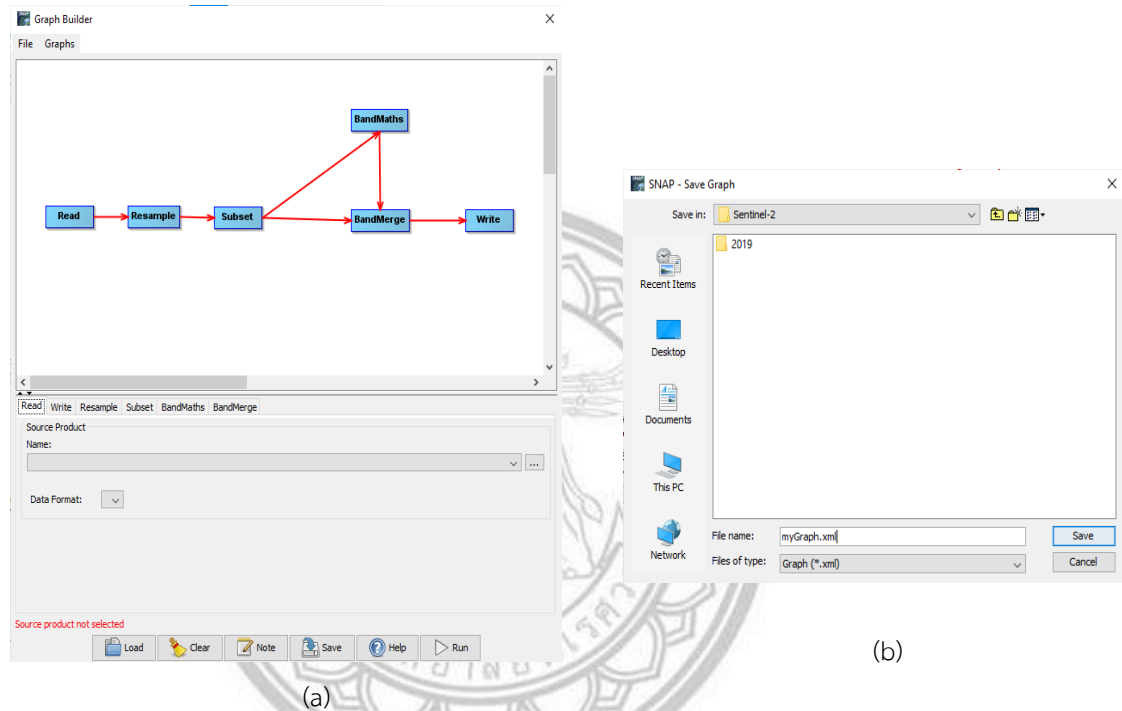 Graph Builder
File Graphs
BandMaths
Read Resample Subset BandMerge Write
Read Write Resample Subset BandMaths BandMerge
Source Product
Name:
...
Data Format:
Source product not selected
Load Clear Note Save Help Run
(a)
SNAP - Save Graph
Save in: Sentinel-2
2019
Recent Items
Desktop
Documents
This PC
Network
File name: myGraph.xml Save
Files of type: Graph (*.xml) Cancel
(b)